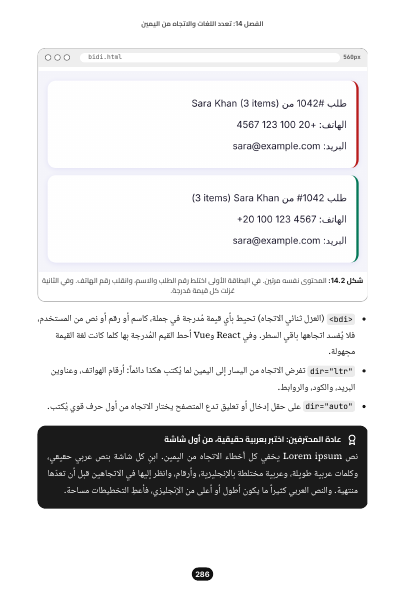 الفصل 14: تعدد اللغات والاتجاه من اليمين
bidi.html
560px
طلب #1042 من Sara Khan (3 items)
الهاتف: +20 100 123 4567
البريد: sara@example.com
طلب #1042 من Sara Khan (3 items)
الهاتف: +20 100 123 4567
البريد: sara@example.com
شكل 14.2: المحتوى نفسه مرتين. في البطاقة الأولى اختلط رقم الطلب والاسم، وانقلب رقم الهاتف. وفي الثانية
عُزلت كل قيمة مُدرجة.
• <bdi> (العزل ثنائي الاتجاه) تحيط بأي قيمة مُدرجة في جملة، كاسم أو رقم أو نص من المستخدم،
فلا يُفسد اتجاهها باقي السطر. وفي React وVue أحط القيم المُدرجة بها كلما كانت لغة القيمة
مجهولة.
• dir="ltr" تفرض الاتجاه من اليسار إلى اليمين لما يُكتب هكذا دائمًا: أرقام الهواتف، وعناوين
البريد، والكود، والروابط.
• dir="auto" على حقل إدخال أو تعليق تدع المتصفح يختار الاتجاه من أول حرف قوي يُكتب.
عادة المحترفين: اختبر بعربية حقيقية، من أول شاشة
نص Lorem ipsum يخفي كل أخطاء الاتجاه من اليمين. ابنِ كل شاشة بنص عربي حقيقي،
وكلمات عربية طويلة، وعربية مختلطة بالإنجليزية، وأرقام، وانظر إليها في الاتجاهين قبل أن تعدّها
منتهية. والنص العربي كثيرًا ما يكون أطول أو أعلى من الإنجليزي، فأعطِ التخطيطات مساحة.
286